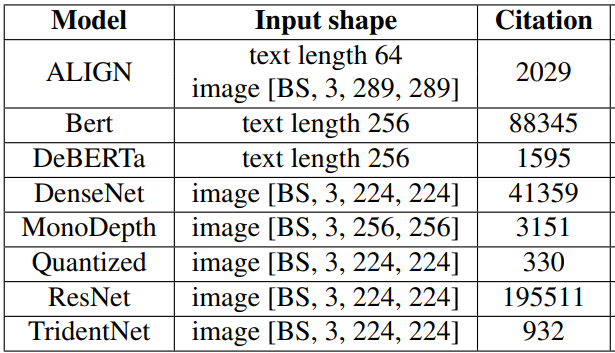 Model Input shape Citation
ALIGN text length 64 2029
image [BS, 3, 289, 289]
Bert text length 256 88345
DeBERTa text length 256 1595
DenseNet image [BS, 3, 224, 224] 41359
MonoDepth image [BS, 3, 256, 256] 3151
Quantized image [BS, 3, 224, 224] 330
ResNet image [BS, 3, 224, 224] 195511
TridentNet image [BS, 3, 224, 224] 932